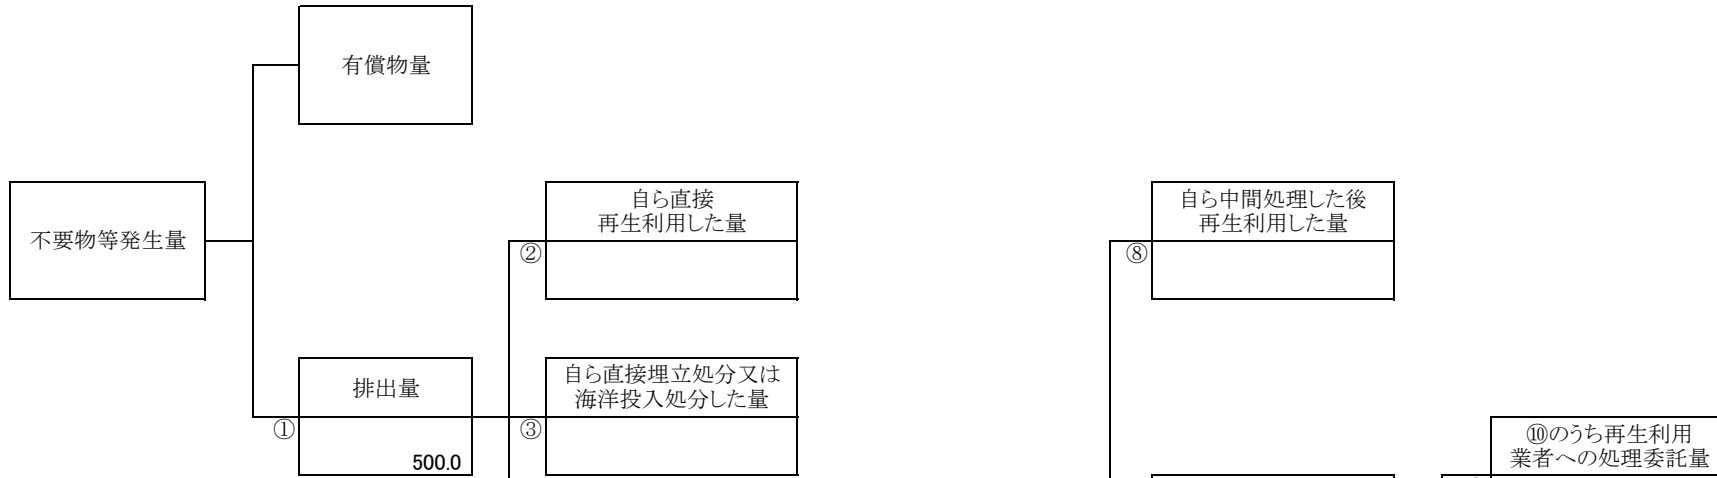 有償物量
不要物等発生量
自ら直接
再生利用した量
②
自ら中間処理した後
再生利用した量
⑧
排出量
①
500.0
自ら直接埋立処分又は
海洋投入処分した量
③
⑩のうち再生利用
業者への処理委託量